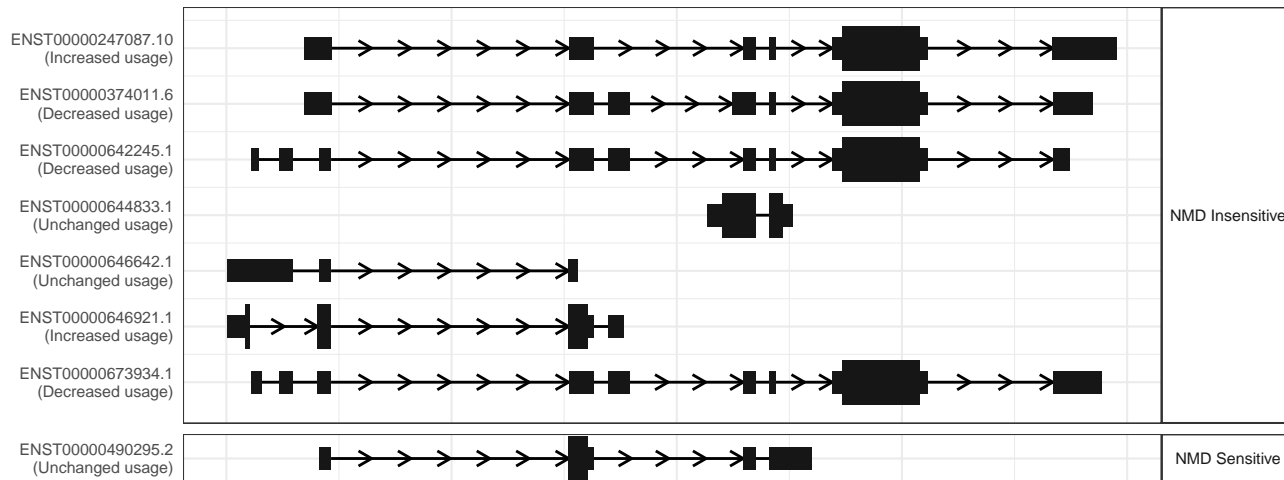 ENST00000247087.10
(Increased usage)
ENST00000374011.6
(Decreased usage)
ENST00000642245.1
(Decreased usage)
ENST00000644833.1
(Unchanged usage)
ENST00000646642.1
(Unchanged usage)
ENST00000646921.1
(Increased usage)
ENST00000673934.1
(Decreased usage)
NMD Insensitive
ENST00000490295.2
(Unchanged usage)
NMD Sensitive